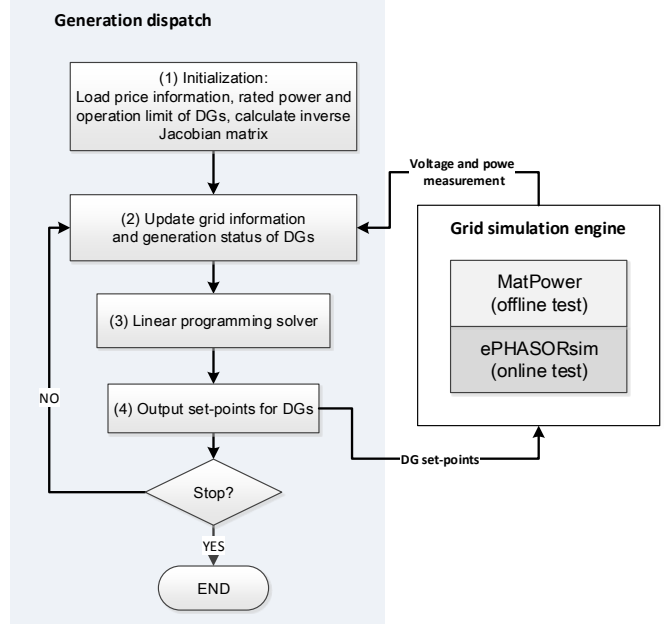 Generation dispatch
(1) Initialization:
Load price information, rated power and
operation limit of DGs, calculate inverse
Jacobian matrix
Voltage and powe
measurement
(2) Update grid information
and generation status of DGs
Grid simulation engine
MatPower
(offline test)
ePHASORsim
(online test)
(3) Linear programming solver
NO
(4) Output set-points for DGs
DG set-points
Stop?
YES
END